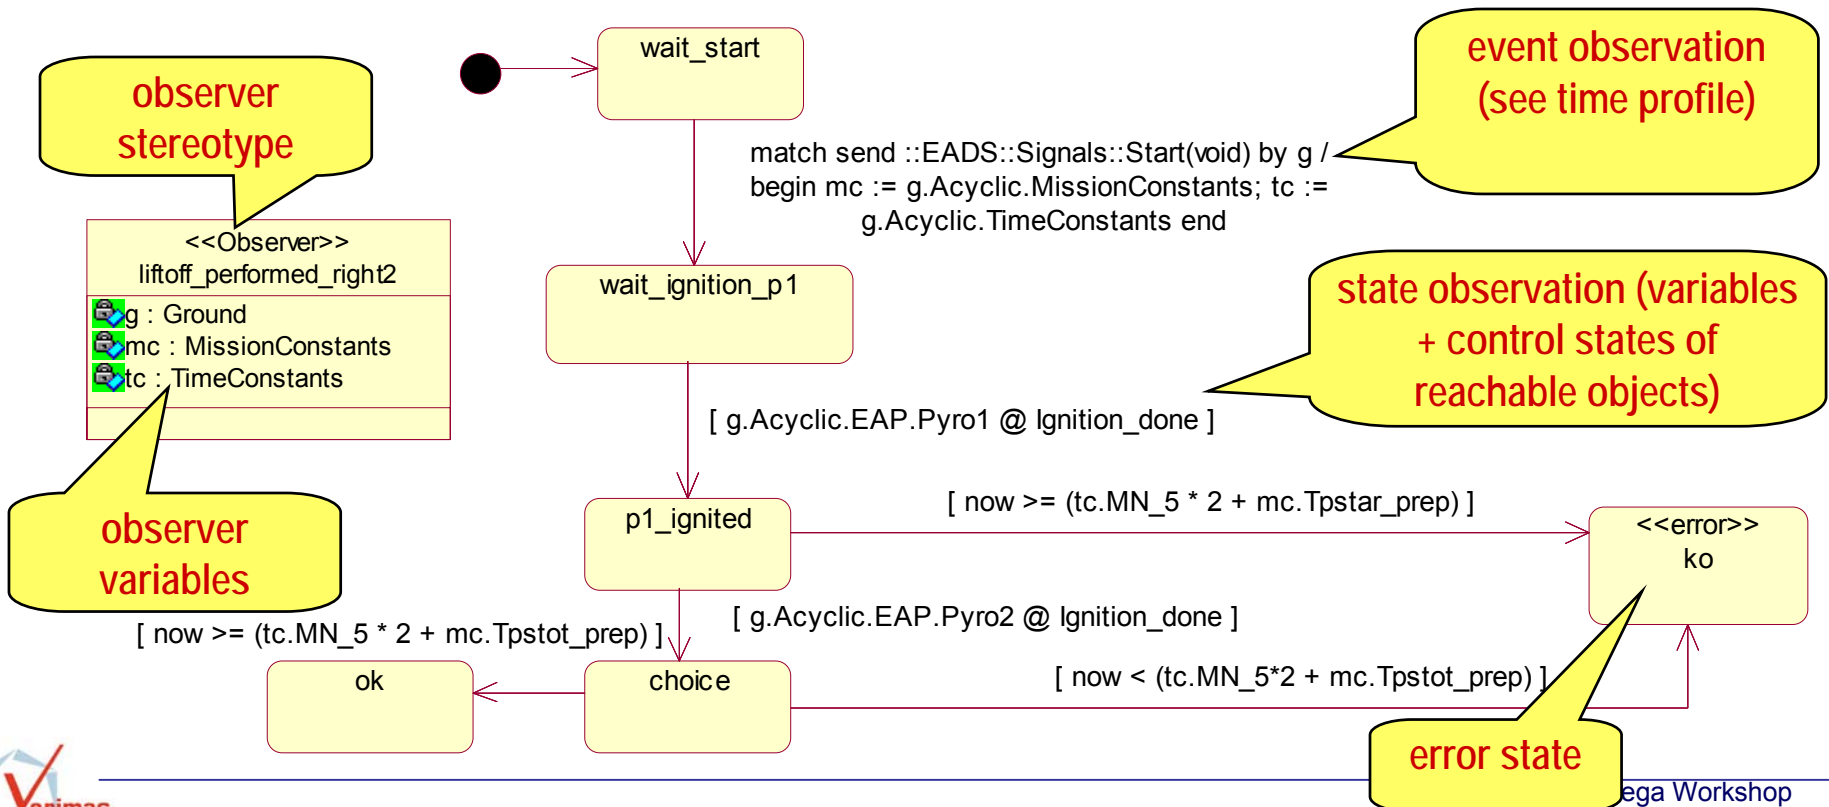 observer
stereotype
<<Observer>>
liftoff_performed_right2
g : Ground
mc : MissionConstants
tc : TimeConstants
observer
variables
wait_start
event observation
(see time profile)
match send ::EADS::Signals::Start(void) by g /
begin mc := g.Acyclic.MissionConstants; tc :=
g.Acyclic.TimeConstants end
wait_ignition_p1
state observation (variables
+ control states of
reachable objects)
[ g.Acyclic.EAP.Pyro1 @ Ignition_done ]
p1_ignited
[ now >= (tc.MN_5 * 2 + mc.Tpstar_prep) ]
<<error>>
ko
[ g.Acyclic.EAP.Pyro2 @ Ignition_done ]
[ now >= (tc.MN_5 * 2 + mc.Tpstot_prep) ]
ok
choice
[ now < (tc.MN_5*2 + mc.Tpstot_prep) ]
error state
ega Workshop